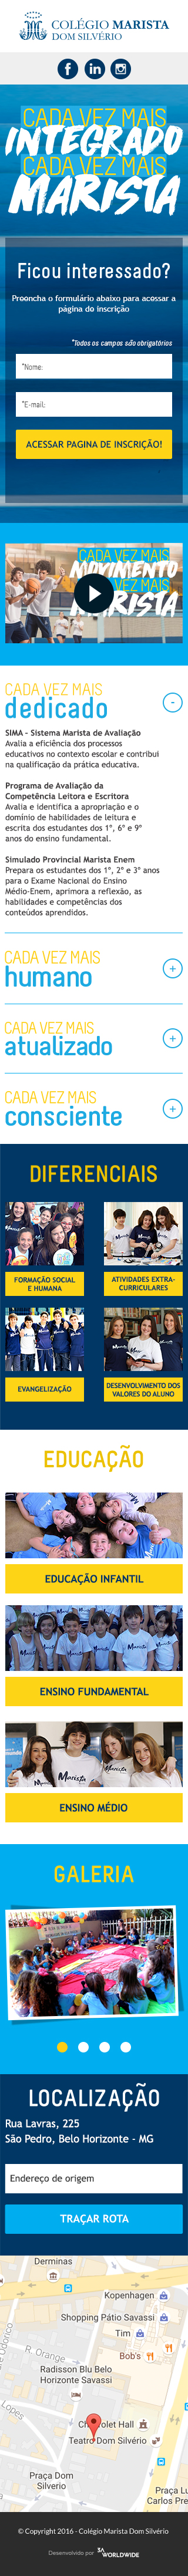 COLÉGIO MARISTA
DOM SILVÉRIO
CADA VEZ MAIS
INTEGRADO
CADA VEZ MAIS
MARISTA
Ficou interessado?
Preencha o formulário abaixo para acessar a
página do inscrição
*Todos os campos são obrigatórios
*Nome:
*E-mail:
ACESSAR PAGINA DE INSCRIÇÃO!
CADA VEZ MAIS
MOVIMENTO
CADA VEZ MAIS
MARISTA
CADA VEZ MAIS
dedicado
-
SIMA - Sistema Marista de Avaliação
Avalia a eficiência dos processos
educativos no contexto escolar e contribui
na qualificação da prática educativa.
Programa de Avaliação da
Competência Leitora e Escritora
Avalia e identifica a apropriação e o
domínio de habilidades de leitura e
escrita dos estudantes dos 1º, 6º e 9º
anos do ensino fundamental.
Simulado Provincial Marista Enem
Prepara os estudantes dos 1º, 2º e 3º anos
para o Exame Nacional do Ensino
Médio-Enem, aprimora a reflexão, as
habilidades e competências dos
conteúdos aprendidos.
CADA VEZ MAIS
humano
+
CADA VEZ MAIS
atualizado
+
CADA VEZ MAIS
consciente
+
DIFERENCIAIS
FORMAÇÃO SOCIAL
E HUMANA
ATIVIDADES EXTRA-
CURRICULARES
EVANGELIZAÇÃO
DESENVOLVIMENTO DOS
VALORES DO ALUNO
EDUCAÇÃO
EDUCAÇÃO INFANTIL
ENSINO FUNDAMENTAL
Marista
ENSINO MÉDIO
GALERIA
LOCALIZAÇÃO
Rua Lavras, 225
São Pedro, Belo Horizonte - MG
Endereço de origem
TRAÇAR ROTA
Derminas
Kopenhagen
Shopping Pátio Savassi
Tim
Bob's
R. Orange
Radisson Blu Belo
Horizonte Savassi
Lopes
Teatro Dom Silvério
Praça Dom
Silverio
Praça Lu
Carlos Pre
© Copyright 2016 - Colégio Marista Dom Silvério
Desenvolvido por 3A WORLDWIDE